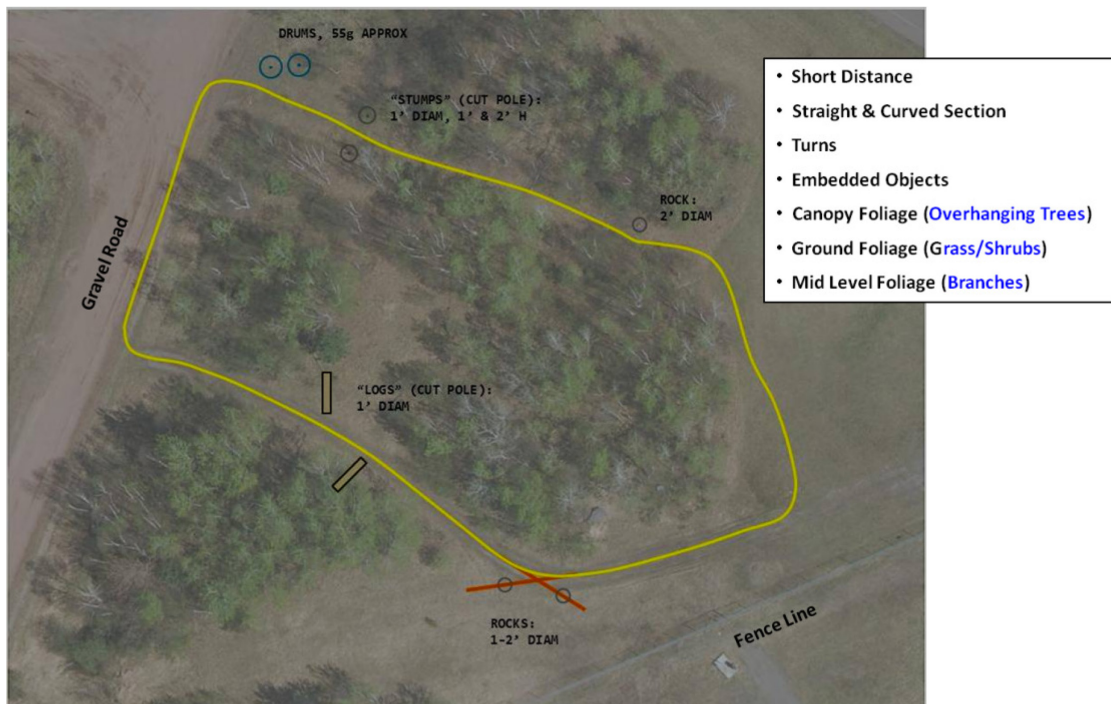 DRUMS, 55g APPROX
"STUMPS" (CUT POLE):
1' DIAM, 1' & 2' H
ROCK:
2' DIAM
Gravel Road
"LOGS" (CUT POLE):
1' DIAM
ROCKS:
1-2' DIAM
Fence Line
• Short Distance
• Straight & Curved Section
• Turns
• Embedded Objects
• Canopy Foliage (Overhanging Trees)
• Ground Foliage (Grass/Shrubs)
• Mid Level Foliage (Branches)